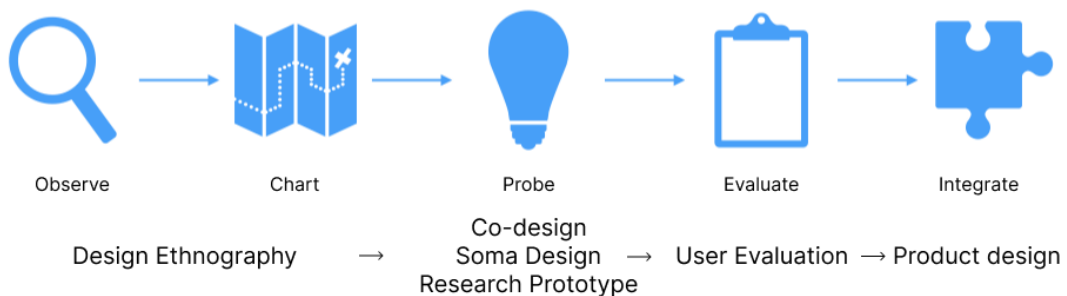 Observe
Chart
Probe
Evaluate
Integrate
Design Ethnography
→
Co-design
Soma Design
Research Prototype
→
User Evaluation
→
Product design